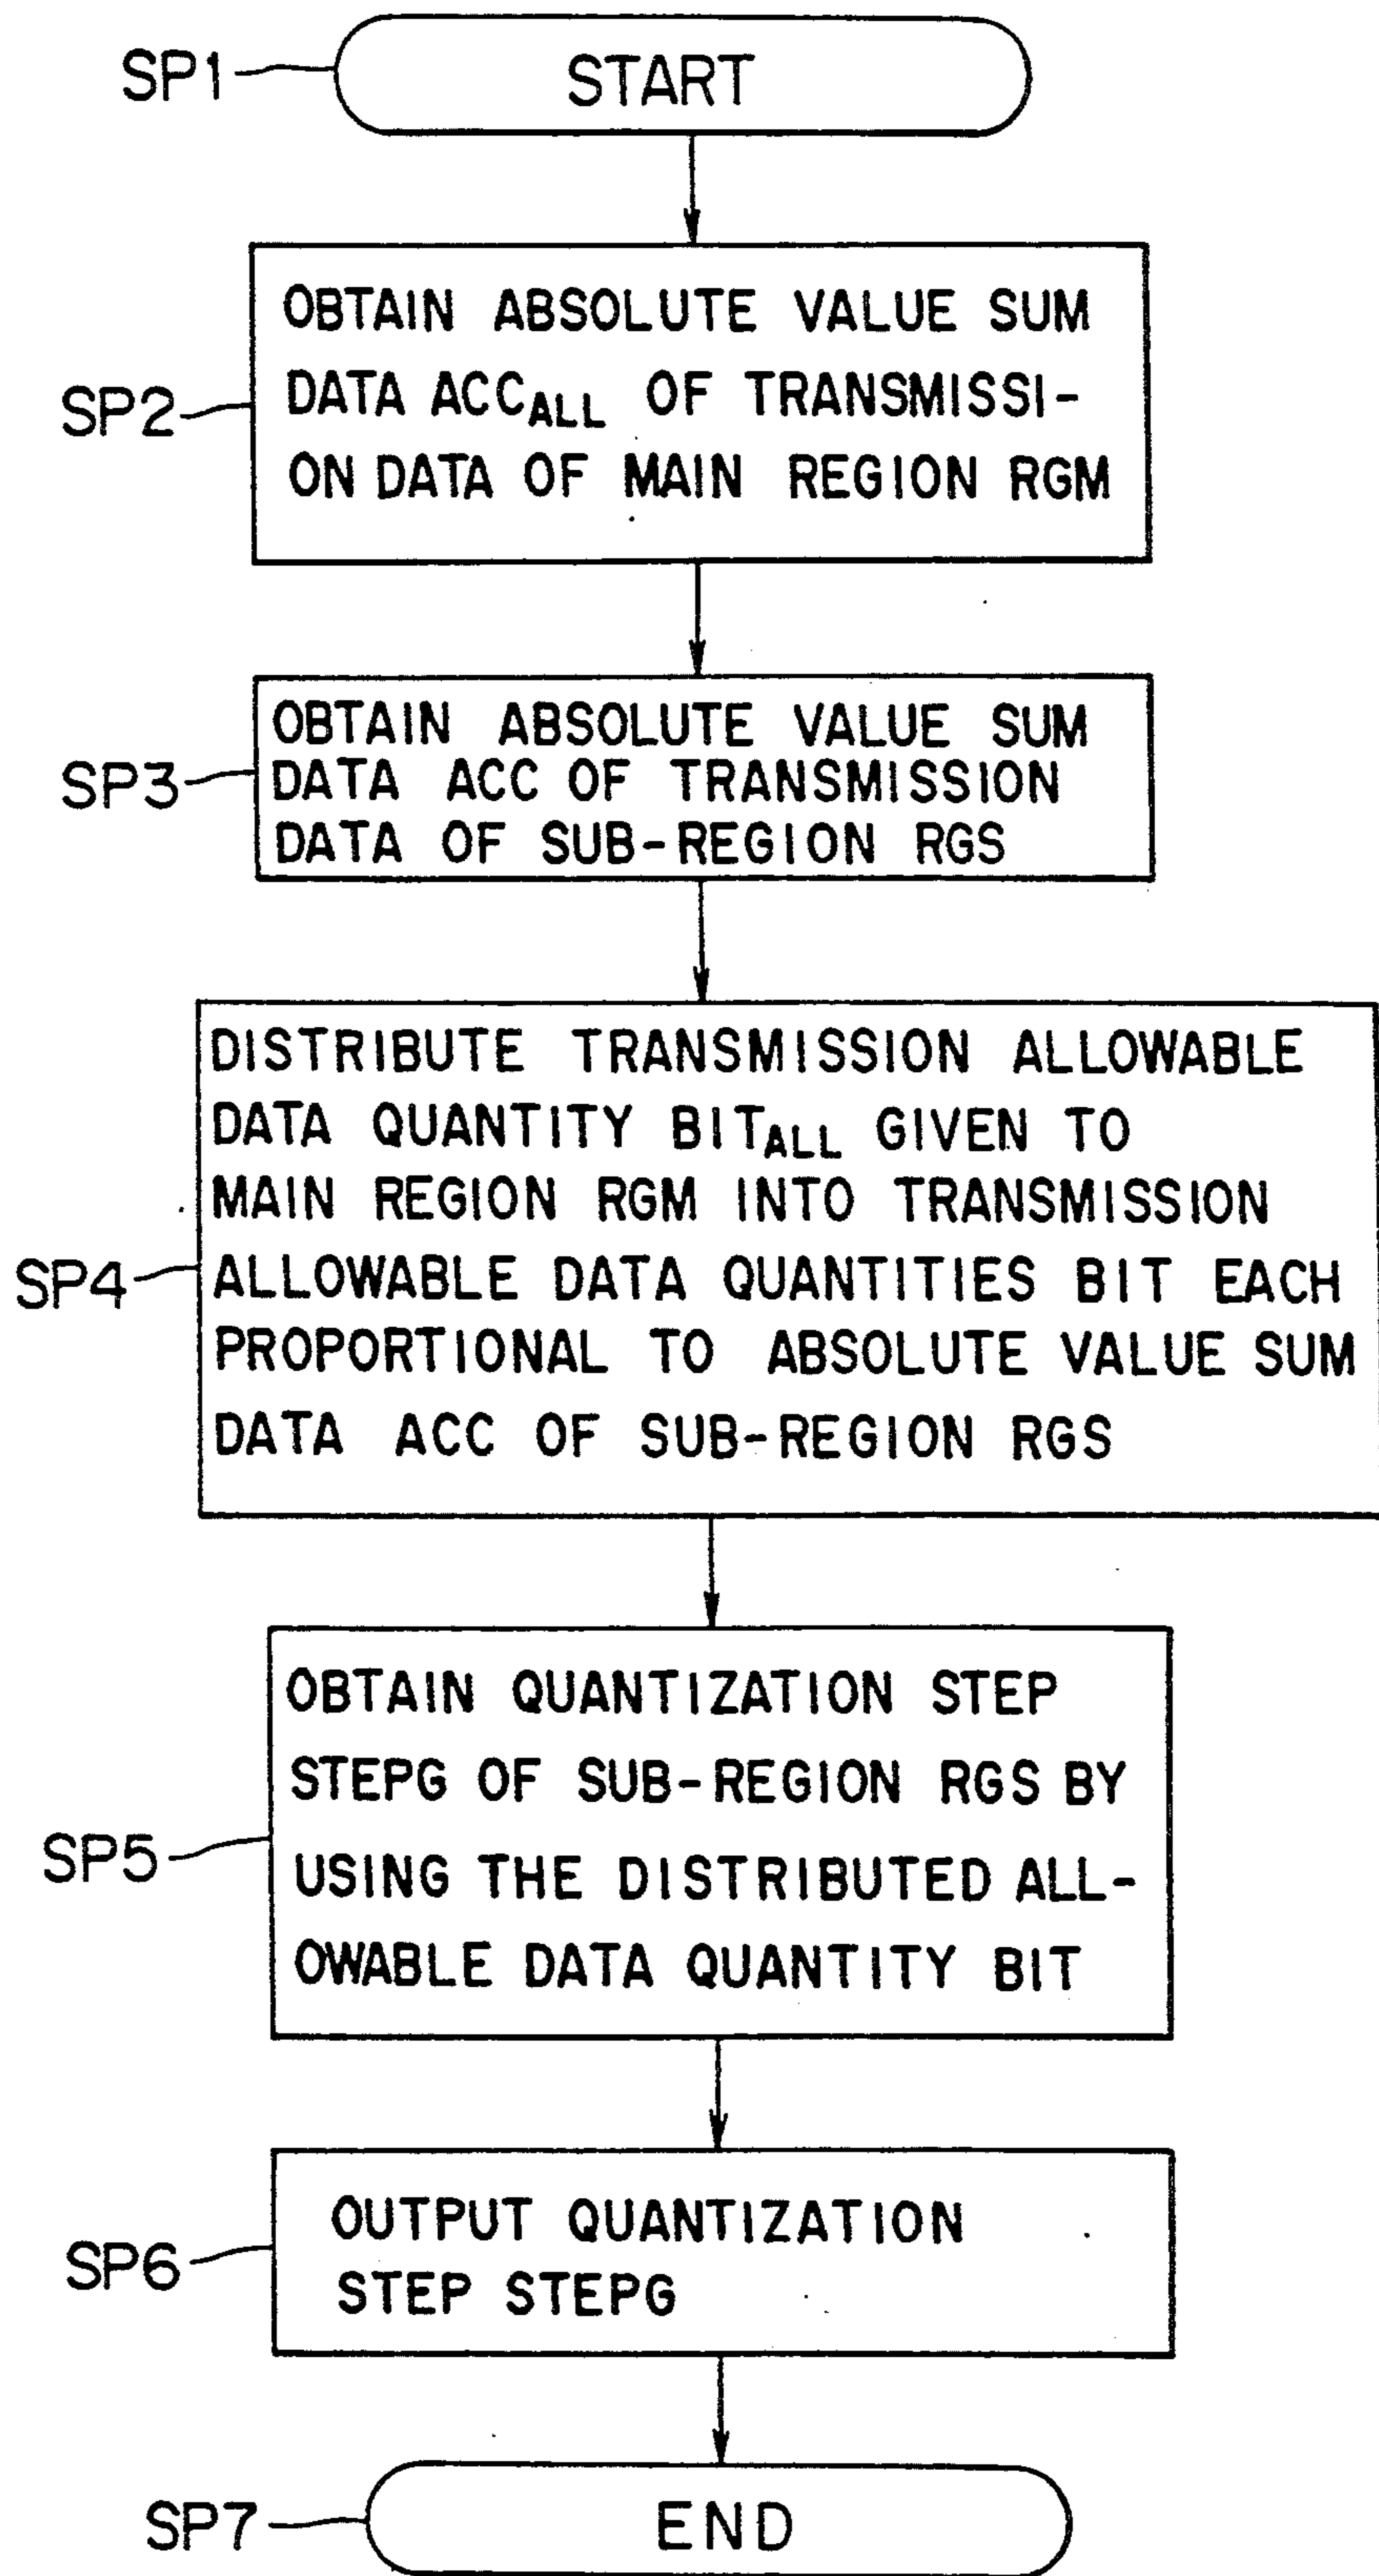 SP1
START
OBTAIN ABSOLUTE VALUE SUM
SP2
DATA ACCALL OF TRANSMISSI-
ON DATA OF MAIN REGION RGM
OBTAIN ABSOLUTE VALUE SUM
SP3
DATA ACC OF TRANSMISSION
DATA OF SUB-REGION RGS
DISTRIBUTE TRANSMISSION ALLOWABLE
DATA QUANTITY BITALL GIVEN TO
MAIN REGION RGM INTO TRANSMISSION
SP4
ALLOWABLE DATA QUANTITIES BIT EACH
PROPORTIONAL TO ABSOLUTE VALUE SUM
DATA ACC OF SUB-REGION RGS
OBTAIN QUANTIZATION STEP
STEPG OF SUB-REGION RGS BY
SP5
USING THE DISTRIBUTED ALL-
OWABLE DATA QUANTITY BIT
SP6
OUTPUT QUANTIZATION
STEP STEPG
SP7
END